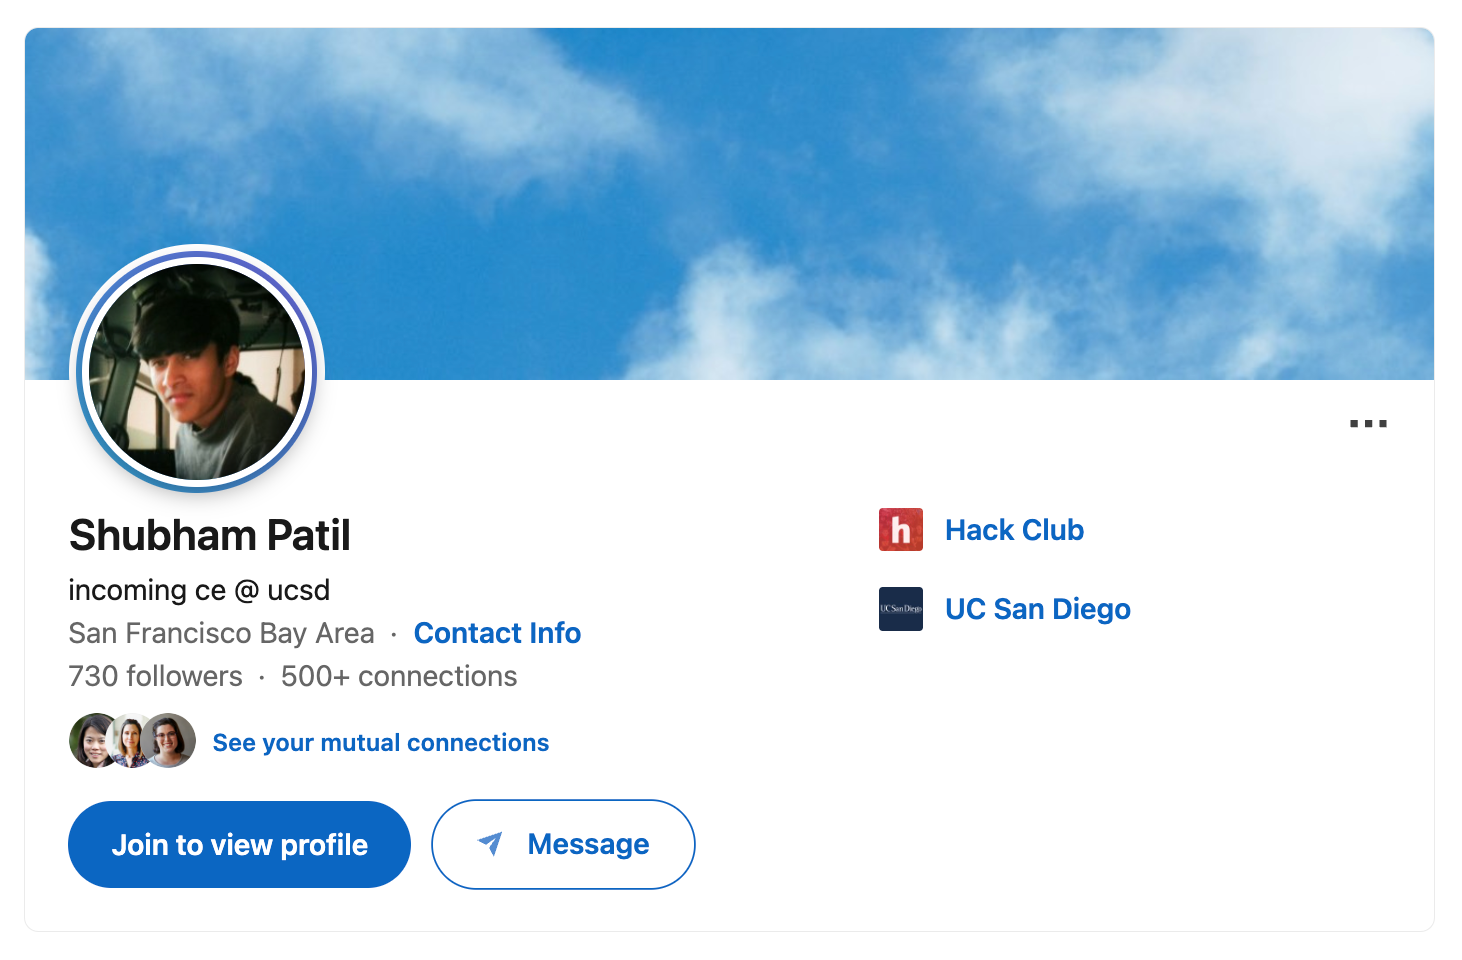 Shubham Patil
incoming ce @ ucsd
San Francisco Bay Area · Contact Info
730 followers · 500+ connections
See your mutual connections
Join to view profile
Message
h
Hack Club
UC San Diego
UC San Diego